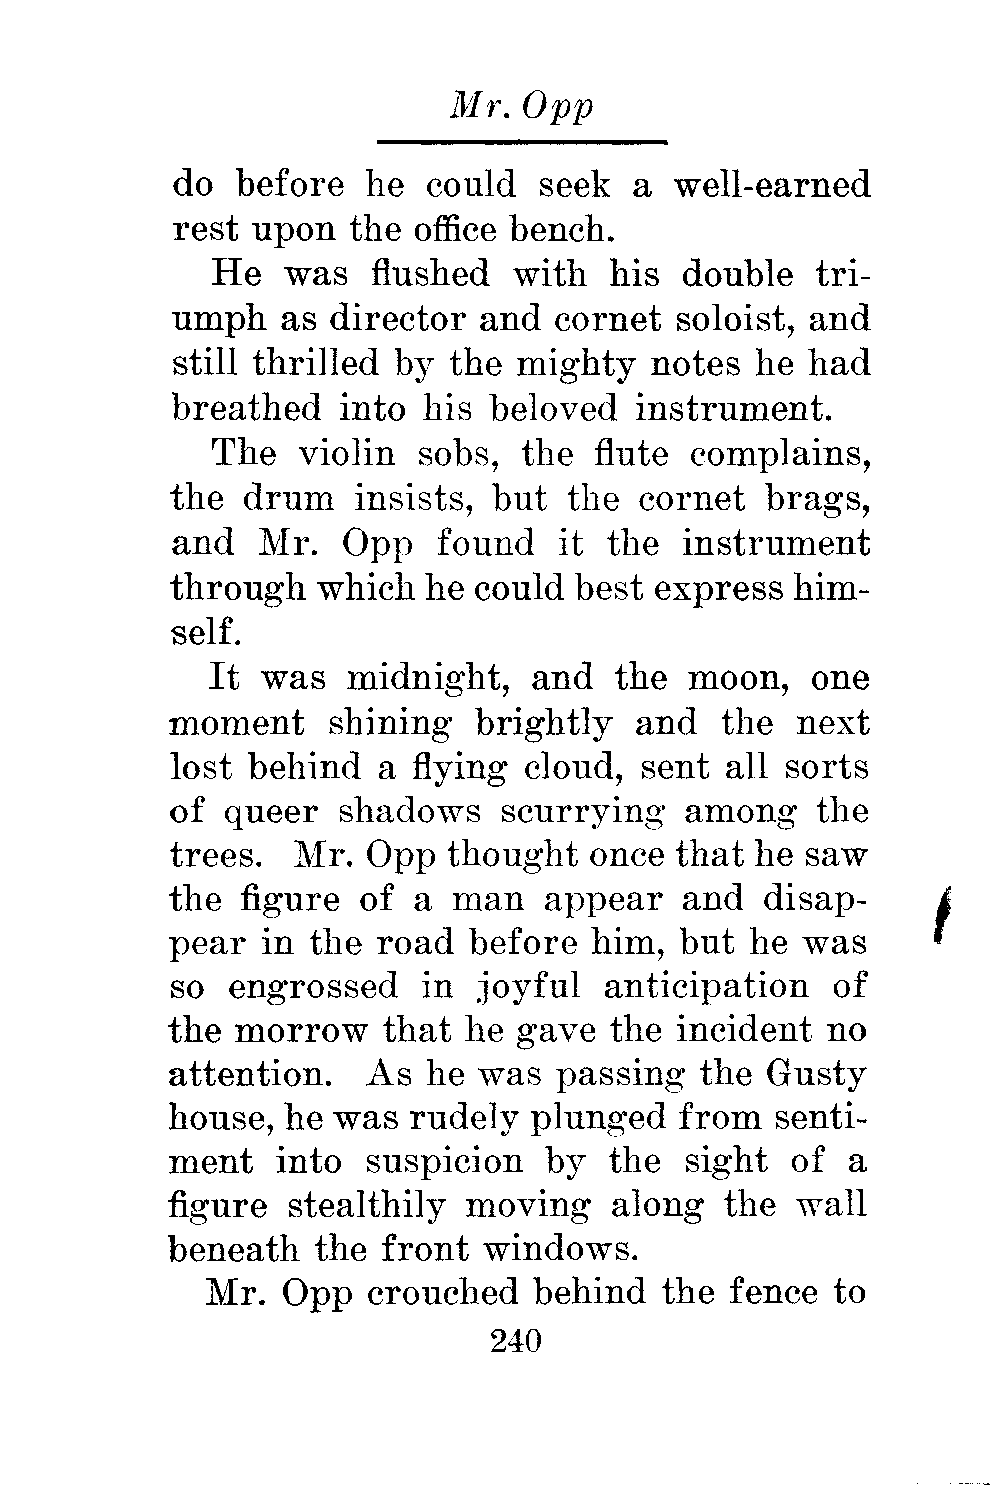 Mr. Opp
do before he could seek a well-earned
rest upon the office bench.
He was flushed with his double tri-
umph as director and cornet soloist, and
still thrilled by the mighty notes he had
breathed into his beloved instrument.
The violin sobs, the flute complains,
the drum insists, but the cornet brags,
and Mr. Opp found it the instrument
through which he could best express him-
self.
It was midnight, and the moon, one
moment shining brightly and the next
lost behind a flying cloud, sent all sorts
of queer shadows scurrying among the
trees. Mr. Opp thought once that he saw
the figure of a man appear and disap-
pear in the road before him, but he was
so engrossed in joyful anticipation of
the morrow that he gave the incident no
attention. As he was passing the Gusty
house, he was rudely plunged from senti-
ment into suspicion by the sight of a
figure stealthily moving along the wall
beneath the front windows.
Mr. Opp crouched behind the fence to
240